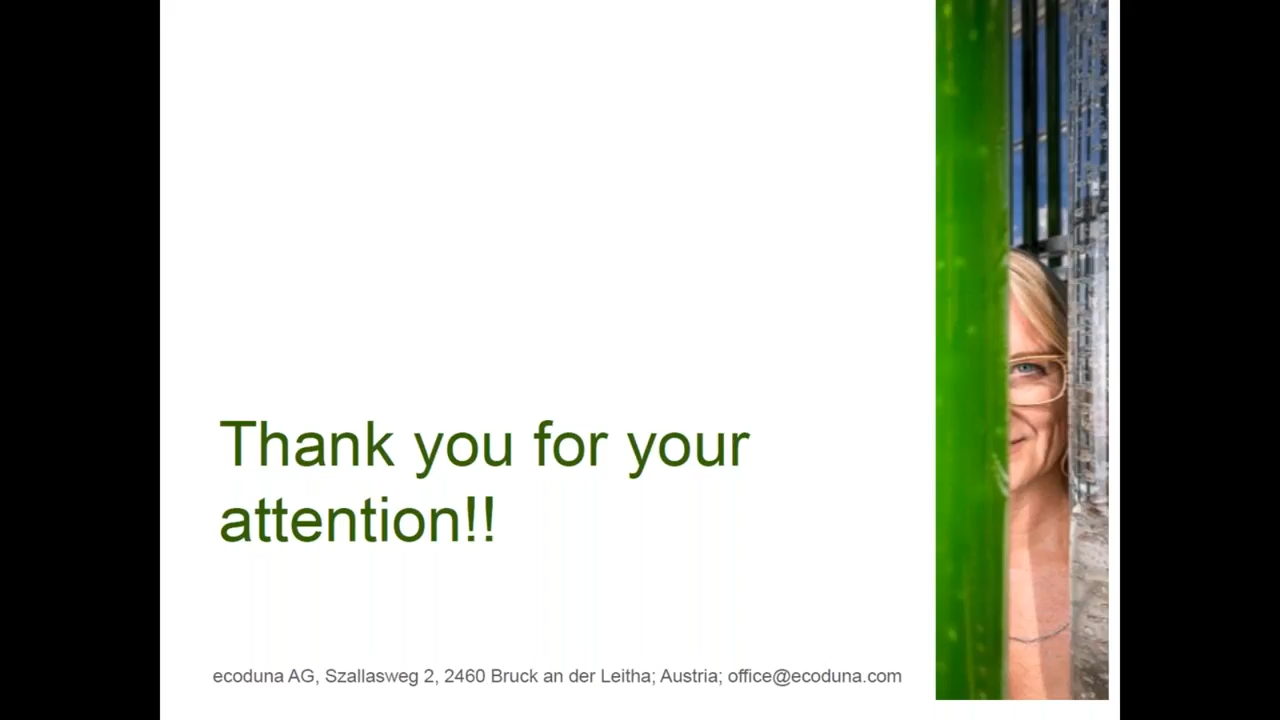 Thank you for your
attention!!
ecoduna AG, Szallasweg 2, 2460 Bruck an der Leitha; Austria; office@ecoduna.com